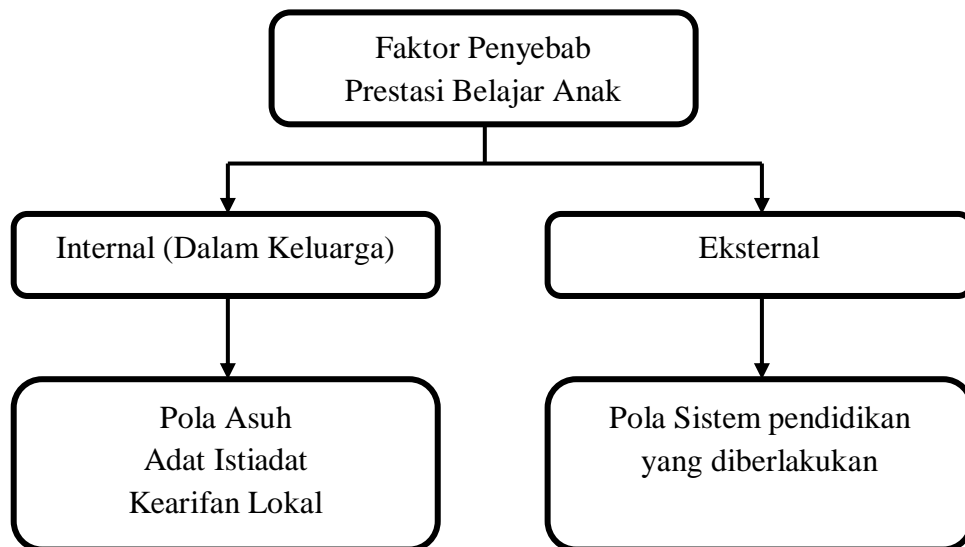 Faktor Penyebab
Prestasi Belajar Anak
Internal (Dalam Keluarga)
Eksternal
Pola Asuh
Adat Istiadat
Kearifan Lokal
Pola Sistem pendidikan
yang diberlakukan